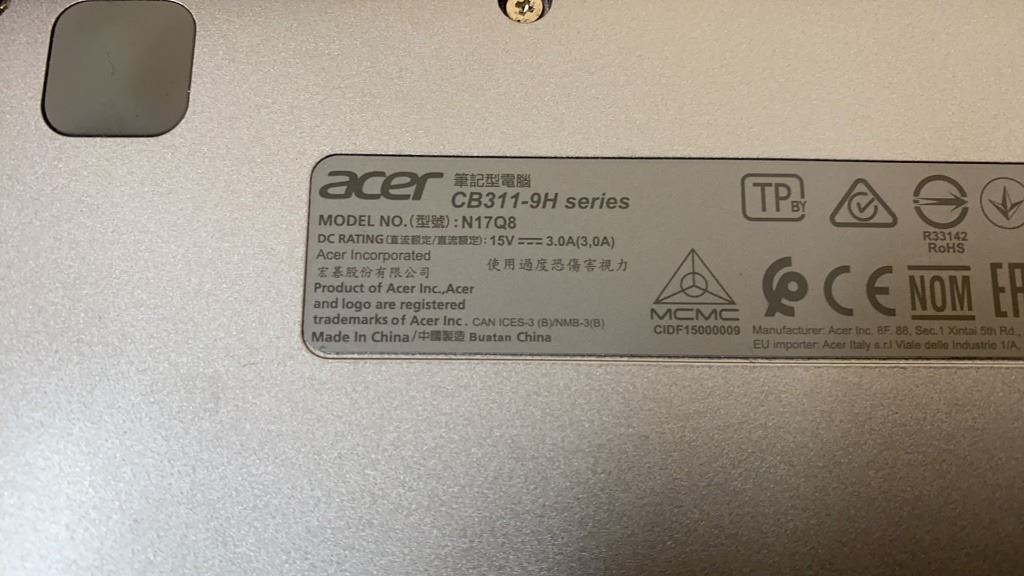 acer 筆記型電腦
CB311-9H series
MODEL NO.(型號) : N17Q8
DC RATING(直流額定/直流额定): 15V ⎓ 3.0A(3,0A)
Acer Incorporated
宏碁股份有限公司
使用過度恐傷害視力
Product of Acer Inc.,Acer
and logo are registered
trademarks of Acer Inc. CAN ICES-3 (B)/NMB-3(B)
Made In China/中國製造 Buatan China
TP BY
R33142
RoHS
MCMC
CIDF15000009
CE
NOM
Manufacturer: Acer Inc. 8F, 88, Sec.1 Xintai 5th Rd.,
EU importer: Acer Italy s.r.l Viale delle Industrie 1/A,